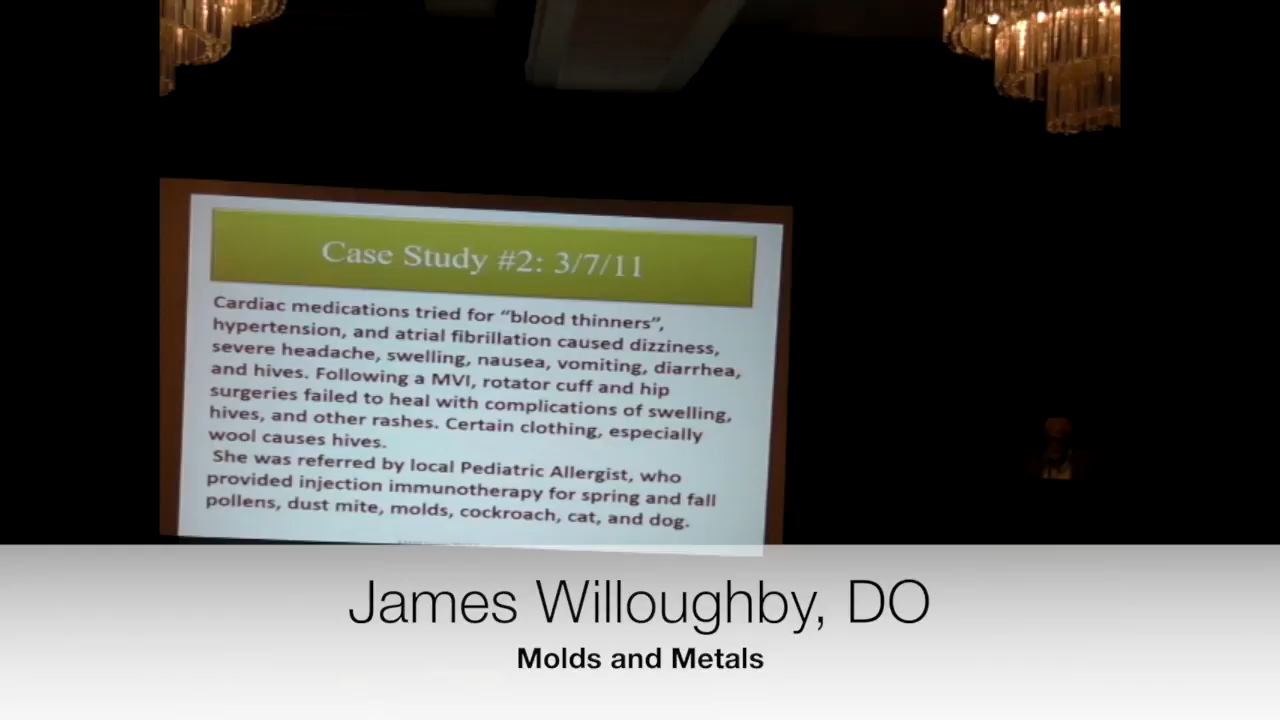 Case Study #2: 3/7/11
Cardiac medications tried for “blood thinners”,
hypertension, and atrial fibrillation caused dizziness,
severe headache, swelling, nausea, vomiting, diarrhea,
and hives. Following a MVI, rotator cuff and hip
surgeries failed to heal with complications of swelling,
hives, and other rashes. Certain clothing, especially
wool causes hives.
She was referred by local Pediatric Allergist, who
provided injection immunotherapy for spring and fall
pollens, dust mite, molds, cockroach, cat, and dog.
James Willoughby, DO
Molds and Metals